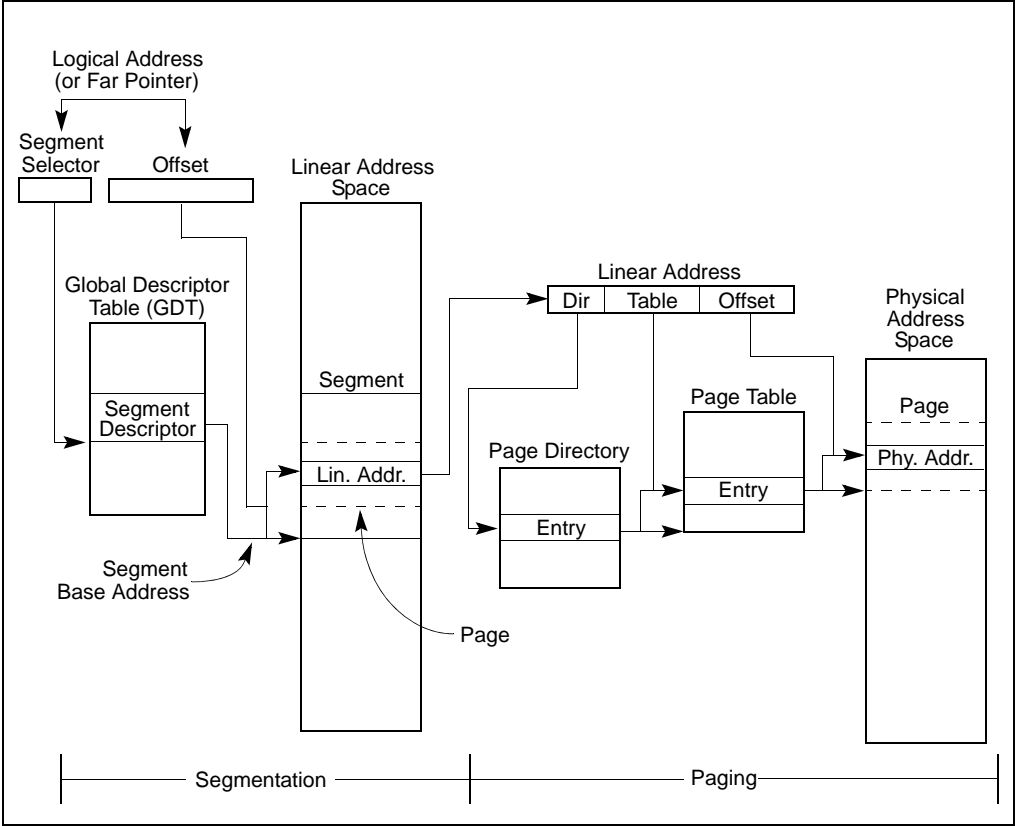 Logical Address
(or Far Pointer)
Segment
Selector
Offset
Linear Address
Space
Global Descriptor
Table (GDT)
Segment
Descriptor
Segment
Lin. Addr.
Segment
Base Address
Page
Linear Address
Dir
Table
Offset
Page Directory
Entry
Page Table
Entry
Physical
Address
Space
Page
Phy. Addr.
Segmentation
Paging